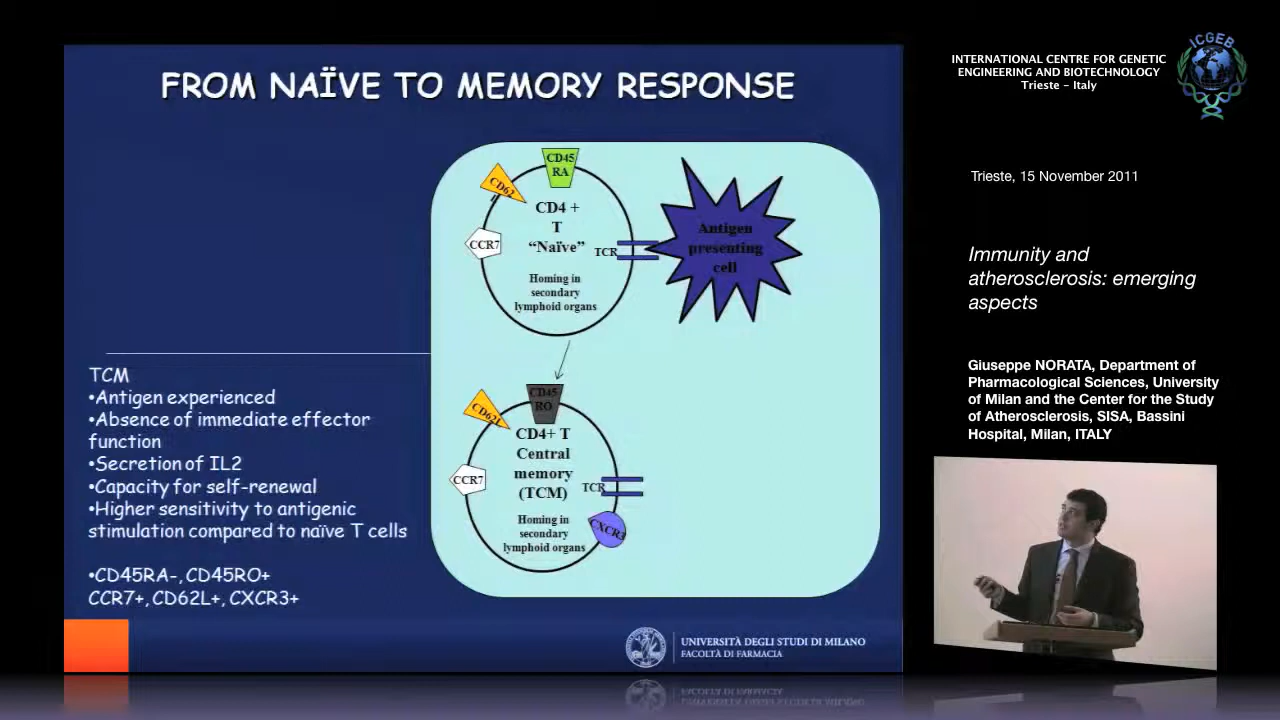 FROM NAÏVE TO MEMORY RESPONSE
CD45
RA
CD62
CCR7
CD4 +
T
“Naïve”
TCR
Homing in
secondary
lymphoid organs
Antigen
presenting
cell
TCM
•Antigen experienced
•Absence of immediate effector
function
•Secretion of IL2
•Capacity for self-renewal
•Higher sensitivity to antigenic
stimulation compared to naïve T cells
•CD45RA-, CD45RO+
CCR7+, CD62L+, CXCR3+
CD45
RO
CD62L
CCR7
CD4+ T
Central
memory
(TCM)
TCR
Homing in
secondary
lymphoid organs
CXCR3
UNIVERSITÀ DEGLI STUDI DI MILANO
FACOLTÀ DI FARMACIA
INTERNATIONAL CENTRE FOR GENETIC
ENGINEERING AND BIOTECHNOLOGY
Trieste - Italy
ICGEB
Trieste, 15 November 2011
Immunity and
atherosclerosis: emerging
aspects
Giuseppe NORATA, Department of
Pharmacological Sciences, University
of Milan and the Center for the Study
of Atherosclerosis, SISA, Bassini
Hospital, Milan, ITALY